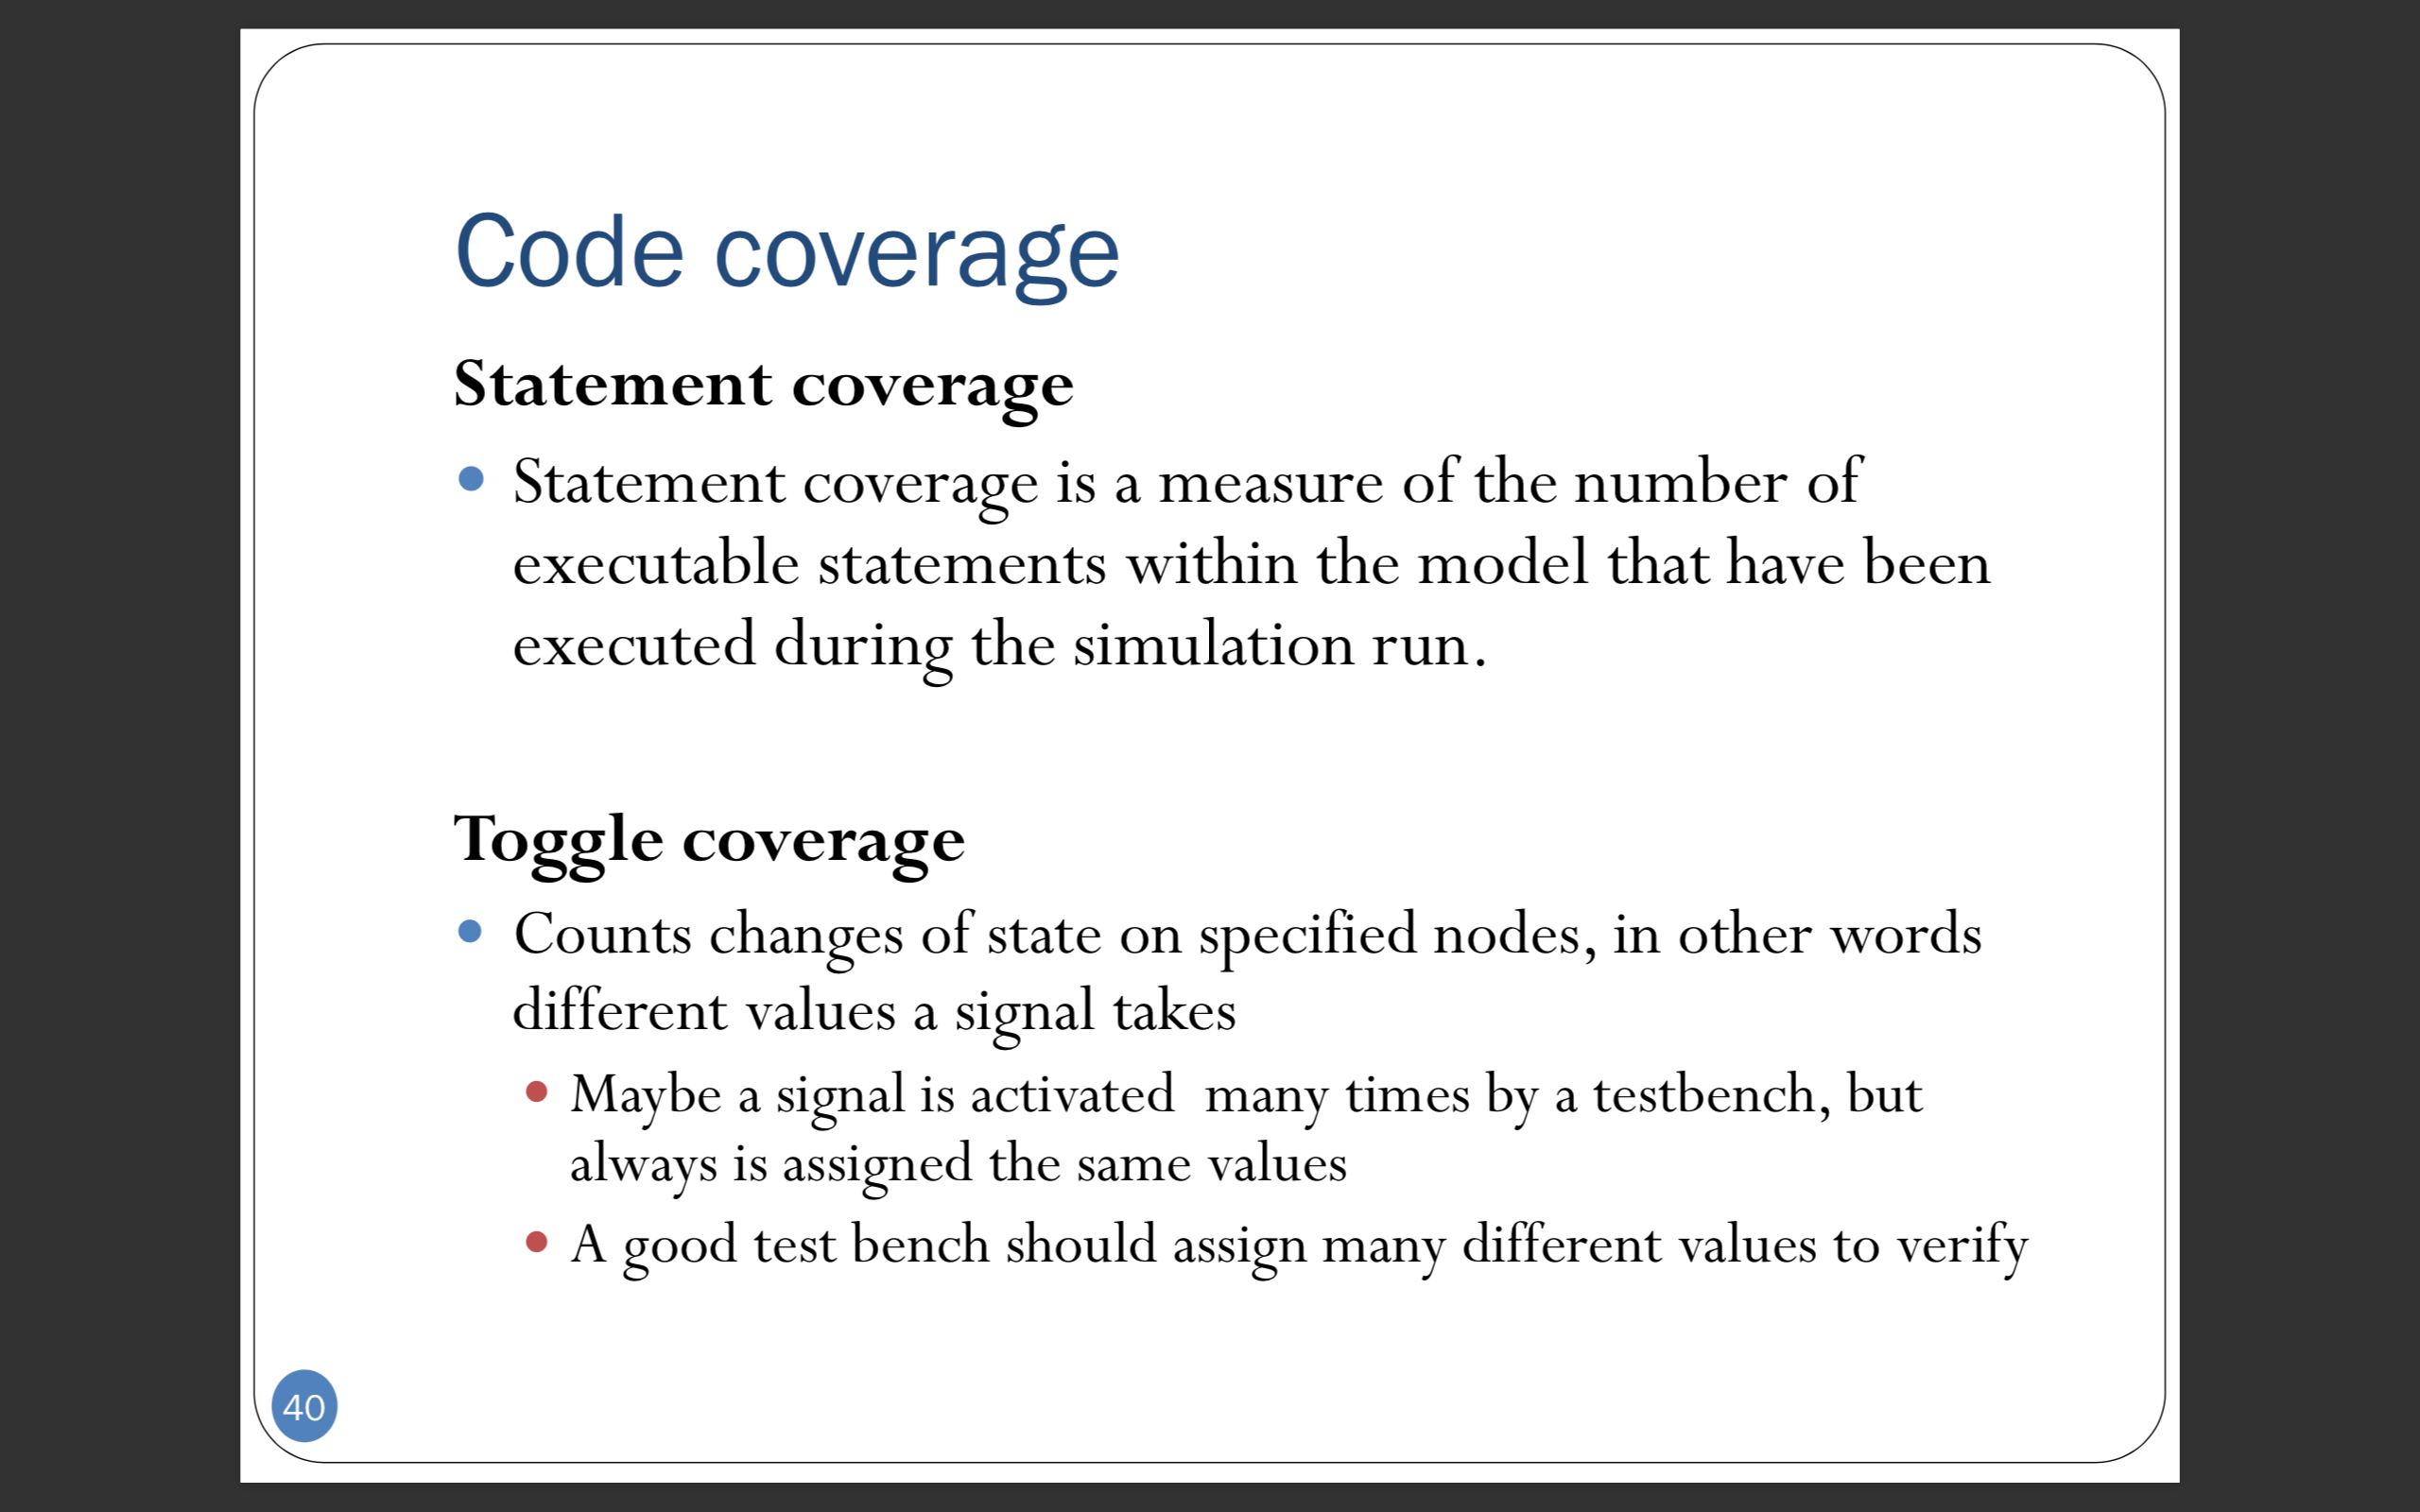 Code coverage
Statement coverage
• Statement coverage is a measure of the number of
executable statements within the model that have been
executed during the simulation run.
Toggle coverage
• Counts changes of state on specified nodes, in other words
different values a signal takes
• Maybe a signal is activated  many times by a testbench, but
always is assigned the same values
• A good test bench should assign many different values to verify
40